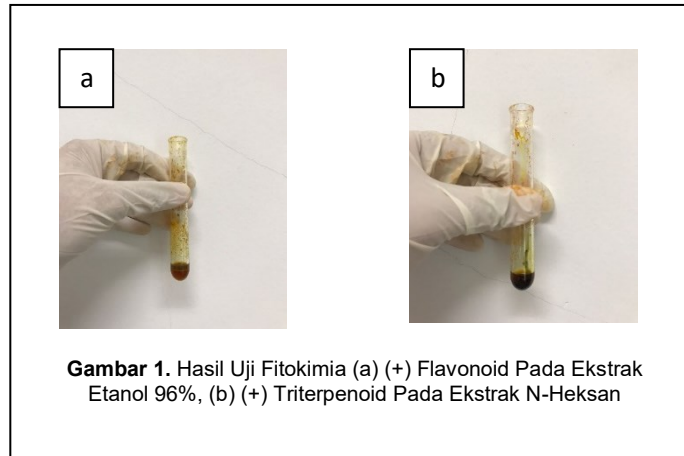 a
b
Gambar 1. Hasil Uji Fitokimia (a) (+) Flavonoid Pada Ekstrak
Etanol 96%, (b) (+) Triterpenoid Pada Ekstrak N-Heksan